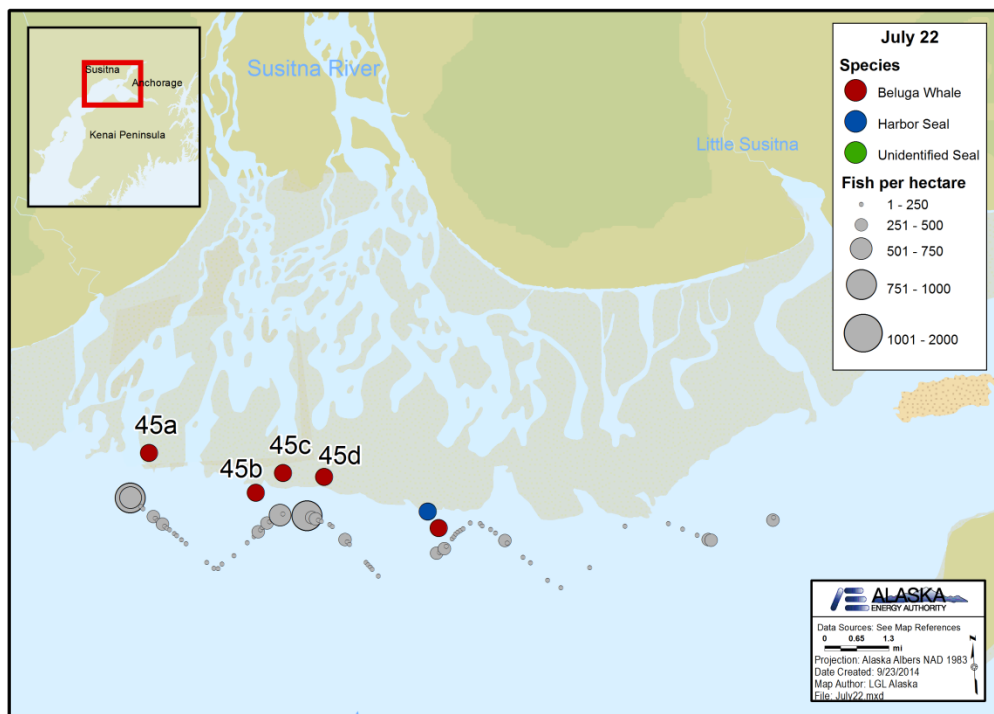 Susitna
Anchorage
Kenai Peninsula
Susitna River
Little Susitna
July 22
Species
Beluga Whale
Harbor Seal
Unidentified Seal
Fish per hectare
1 - 250
251 - 500
501 - 750
751 - 1000
1001 - 2000
45a
45b
45c
45d
ALASKA
ENERGY AUTHORITY
Data Sources: See Map References
0 0.65 1.3
mi
N
Projection: Alaska Albers NAD 1983
Date Created: 9/23/2014
Map Author: LGL Alaska
File: July22.mxd